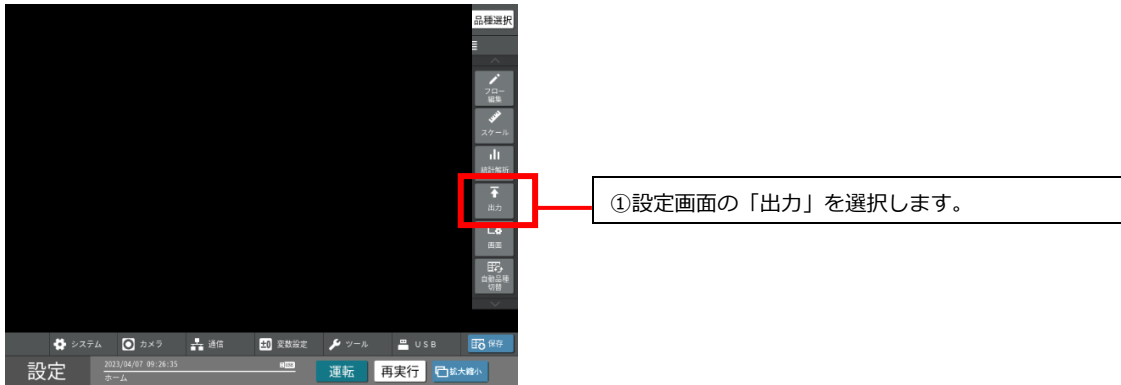 品種選択
フロー
編集
スケール
統計解析
出力
①設定画面の「出力」を選択します。
画面
自動品種
切替
システム
カメラ
通信
±0 変数設定
ツール
USB
保存
設定
2023/04/07 09:26:35
ホーム
運転
再実行
拡大縮小